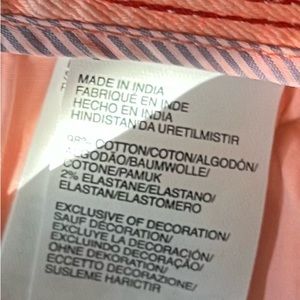 MADE IN INDIA
FABRIQUÉ EN INDE
HECHO EN INDIA
HINDISTAN'DA URETILMISTIR
98% COTTON/COTON/ALGODÓN/
ALGODÃO/BAUMWOLLE/
COTONE/PAMUK
2% ELASTANE/ELASTANO/
ELASTAN/ELASTOMERO
EXCLUSIVE OF DECORATION/
SAUF DÉCORATION/
EXCLUYE LA DECORACIÓN/
EXCLUINDO DECORAÇÃO/
OHNE DEKORATION/
ECCETTO DECORAZIONE/
SUSLEME HARICTIR